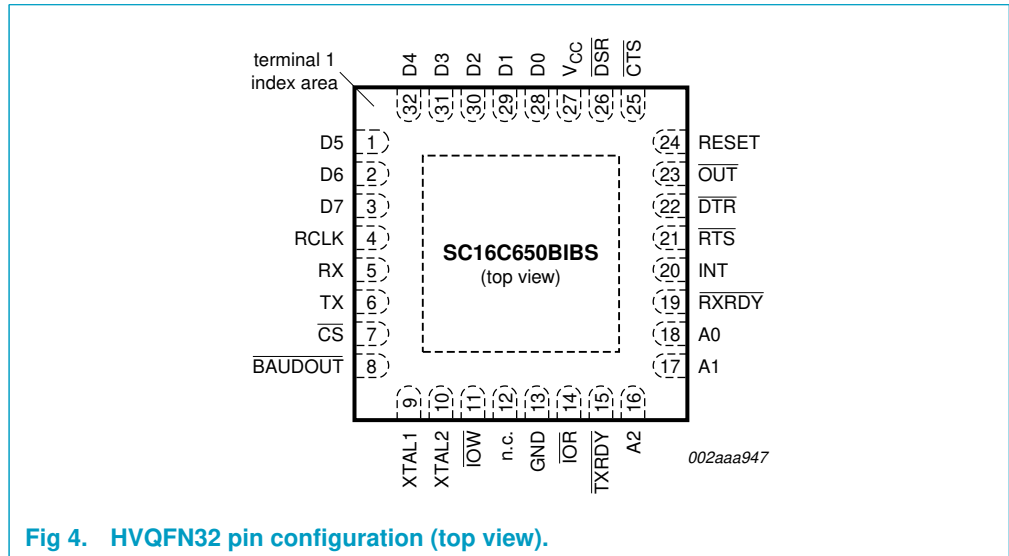 terminal 1
index area
D4 D3 D2 D1 D0 VCC DSR CTS
32 31 30 29 28 27 26 25
D5 1
D6 2
D7 3
RCLK 4
RX 5
TX 6
CS 7
BAUDOUT 8
SC16C650BIBS
(top view)
24 RESET
23 OUT
22 DTR
21 RTS
20 INT
19 RXRDY
18 A0
17 A1
9 10 11 12 13 14 15 16
XTAL1 XTAL2 IOW n.c. GND IOR TXRDY A2
002aaa947
Fig 4. HVQFN32 pin configuration (top view).